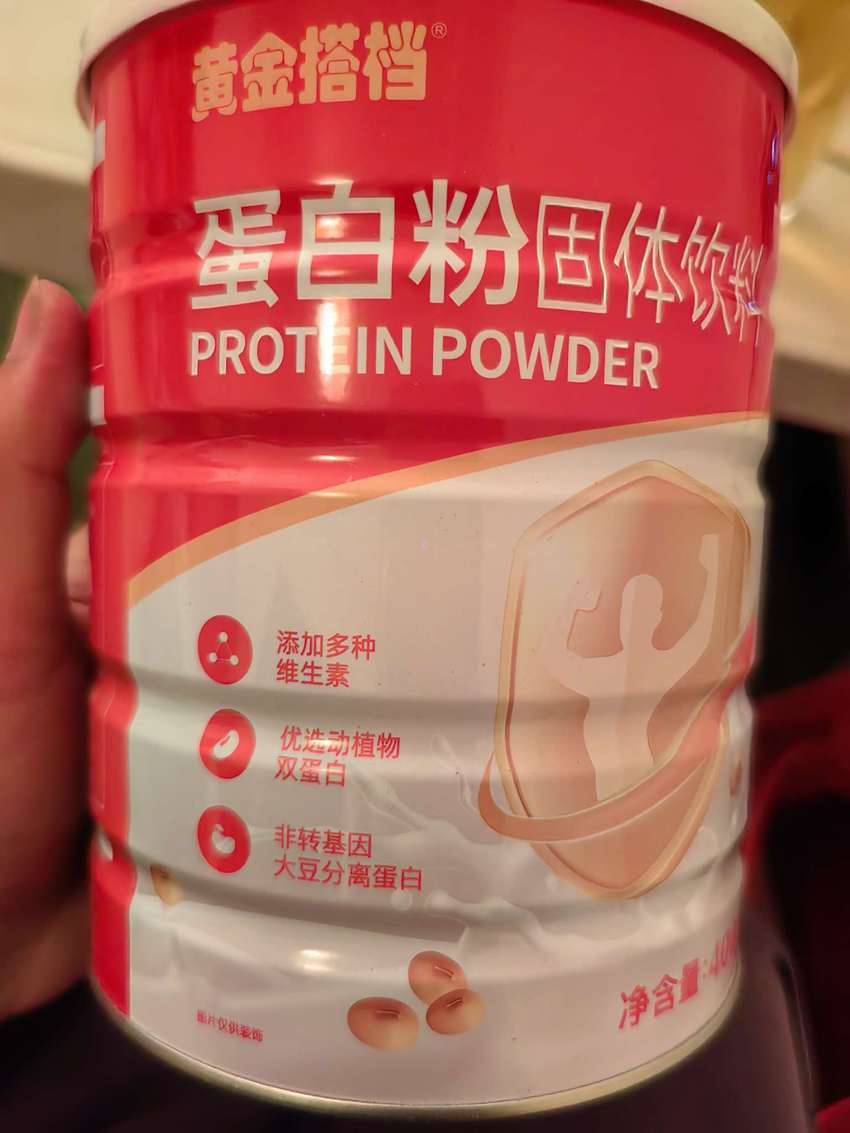 黄金搭档®
蛋白粉固体饮料
PROTEIN POWDER
添加多种
维生素
优选动植物
双蛋白
非转基因
大豆分离蛋白
净含量:
图片仅供装饰